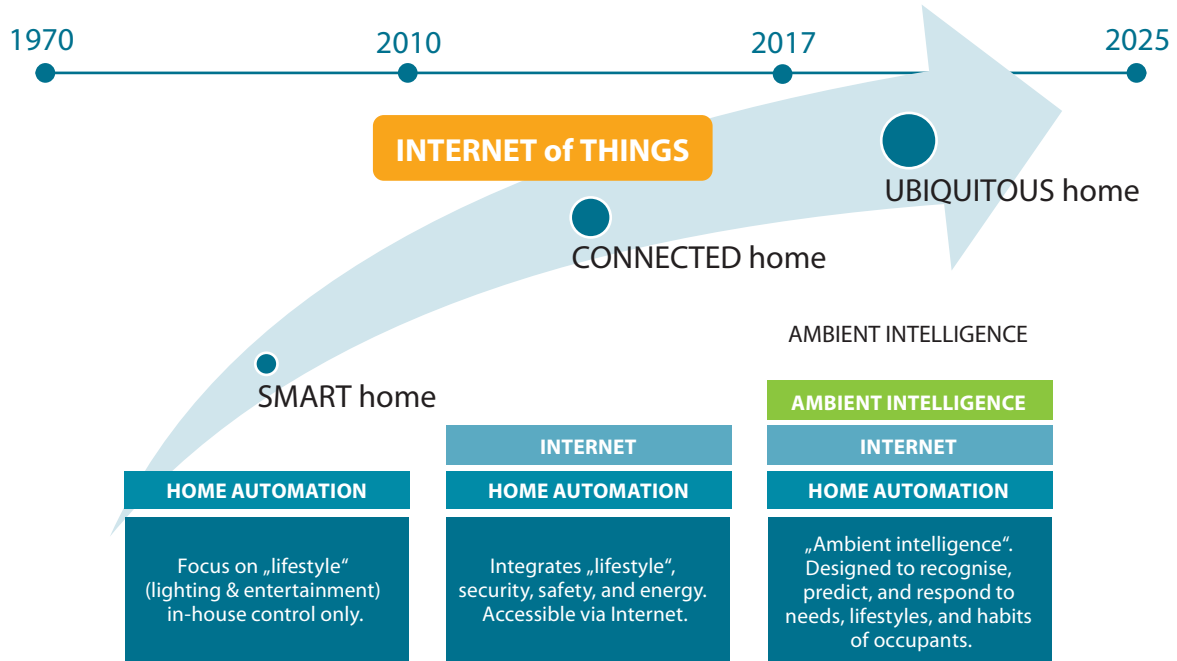 1970
2010
2017
2025
INTERNET of THINGS
UBIQUITOUS home
CONNECTED home
SMART home
AMBIENT INTELLIGENCE
HOME AUTOMATION
Focus on „lifestyle“
(lighting & entertainment)
in-house control only.
INTERNET
HOME AUTOMATION
Integrates „lifestyle“,
security, safety, and energy.
Accessible via Internet.
AMBIENT INTELLIGENCE
INTERNET
HOME AUTOMATION
„Ambient intelligence“.
Designed to recognise,
predict, and respond to
needs, lifestyles, and habits
of occupants.